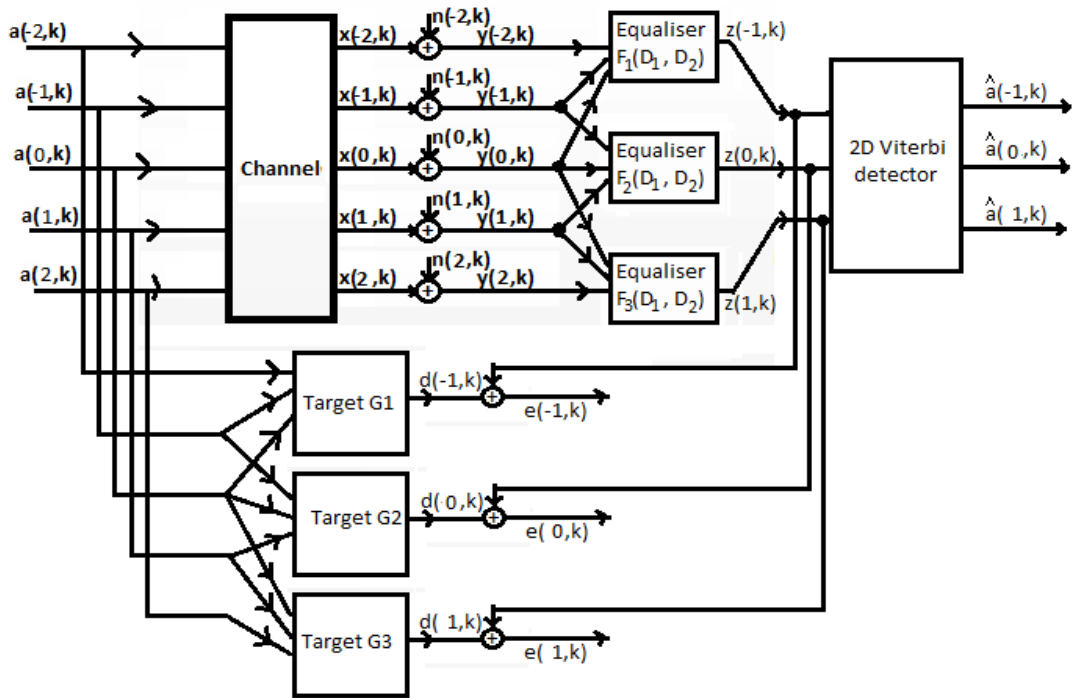 a(-2,k)
a(-1,k)
a(0,k)
a(1,k)
a(2,k)
Channel
x(-2,k)
x(-1,k)
x(0,k)
x(1,k)
x(2,k)
n(-2,k)
n(-1,k)
n(0,k)
n(1,k)
n(2,k)
+
+
+
+
+
y(-2,k)
y(-1,k)
y(0,k)
y(1,k)
y(2,k)
Equaliser
F₁(D₁ , D₂)
Equaliser
F₂(D₁ , D₂)
Equaliser
F₃(D₁ , D₂)
z(-1,k)
z(0,k)
z(1,k)
2D Viterbi
detector
â(-1,k)
â( 0,k)
â( 1,k)
Target G1
Target G2
Target G3
d(-1,k)
d( 0,k)
d( 1,k)
+
+
+
e(-1,k)
e( 0,k)
e( 1,k)